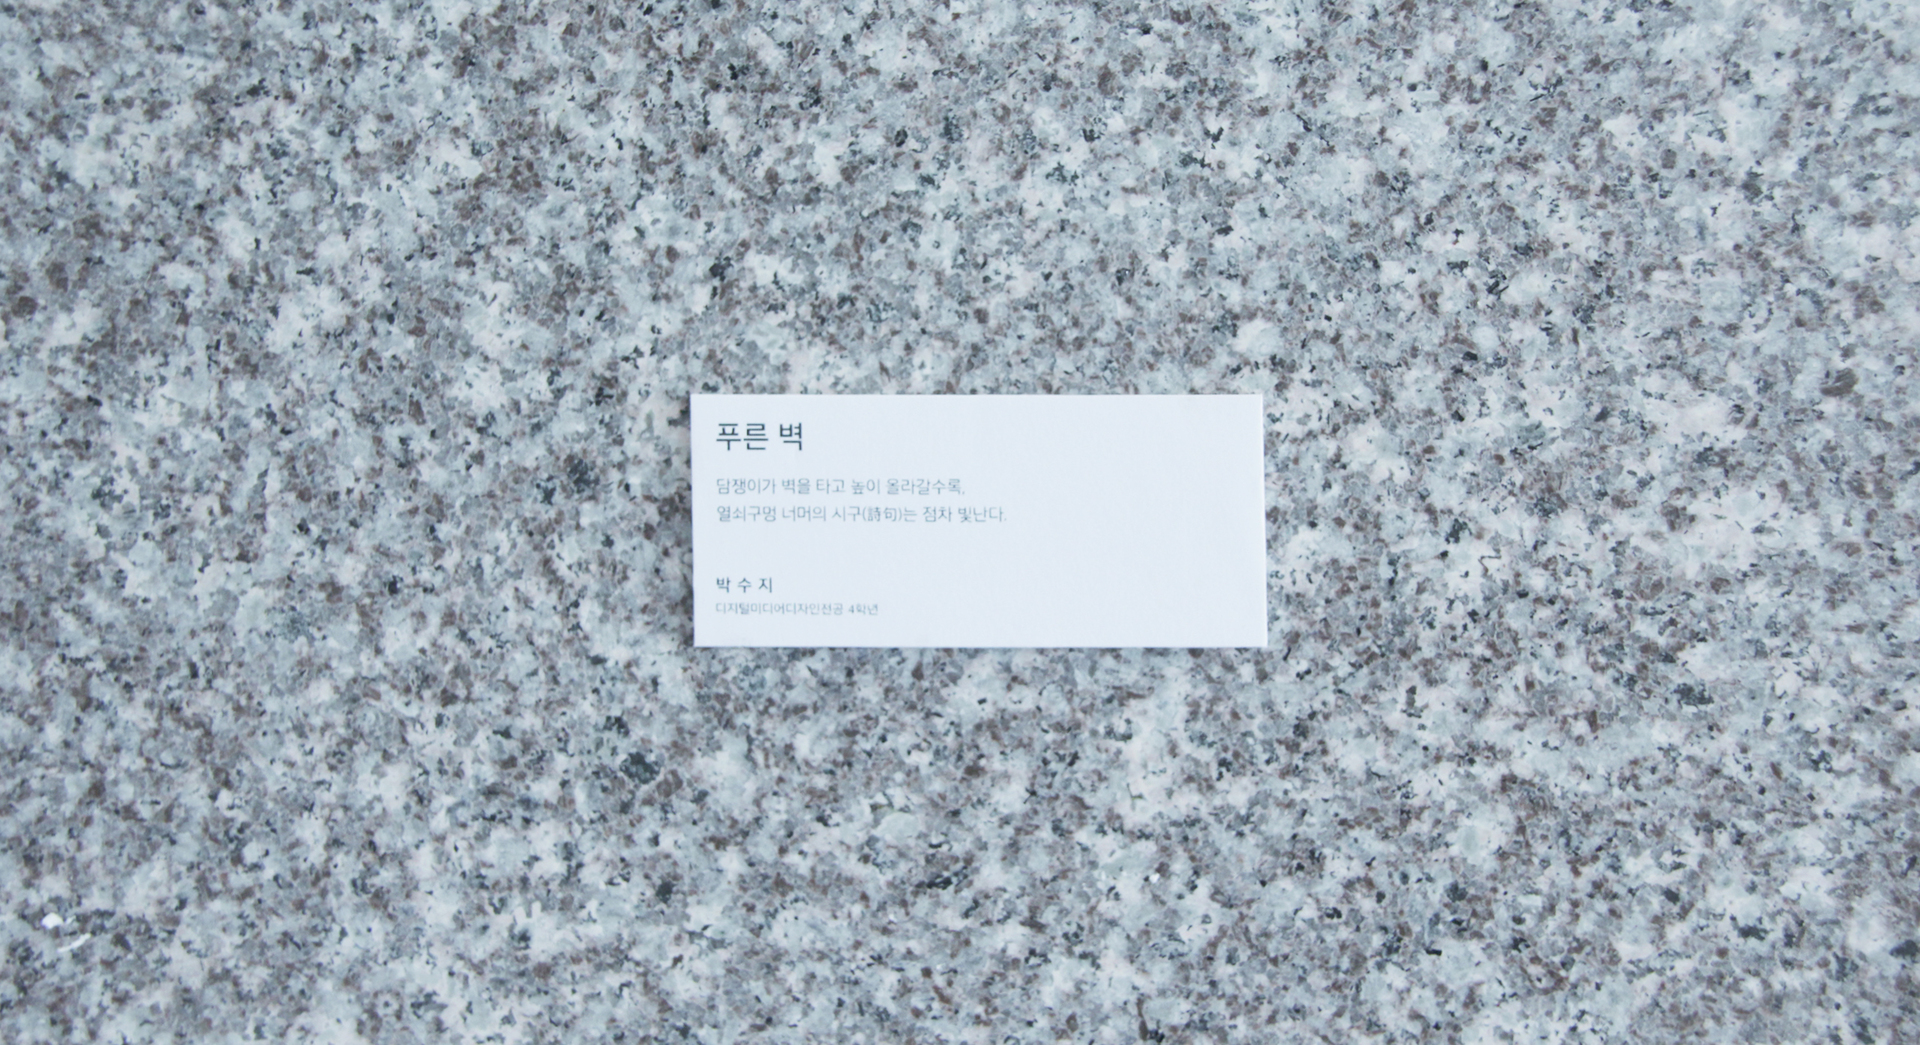 푸른 벽
담쟁이가 벽을 타고 높이 올라갈수록,
열쇠구멍 너머의 시구(詩句)는 점차 빛난다.
박수지
디지털미디어디자인전공 4학년